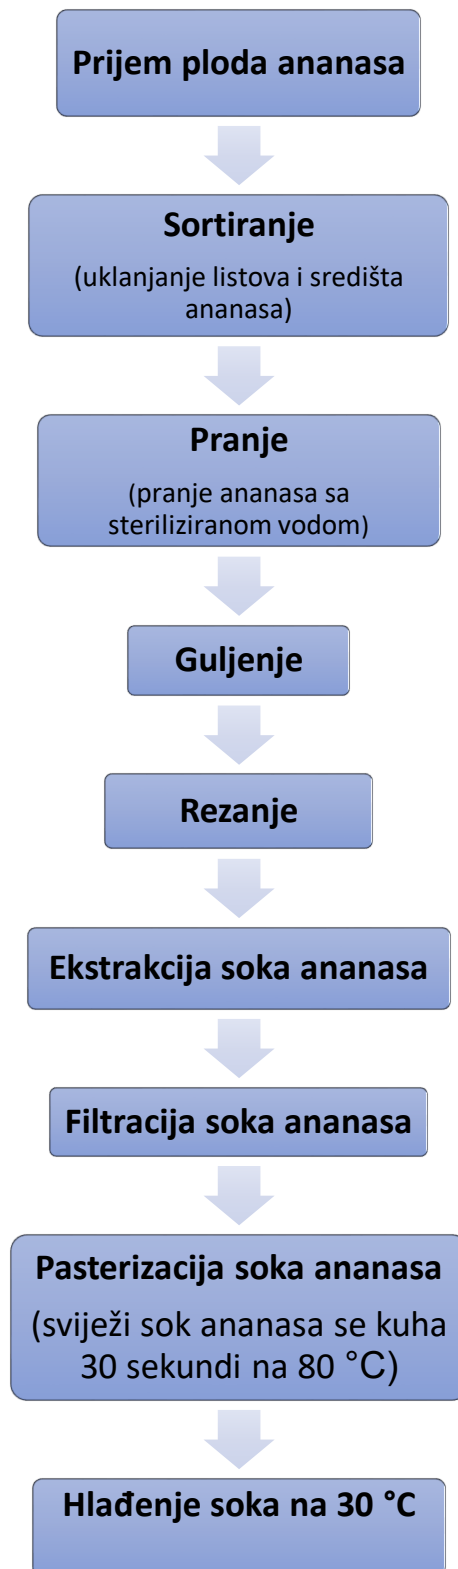 Prijem ploda ananasa
Sortiranje
(uklanjanje listova i središta
ananasa)
Pranje
(pranje ananasa sa
steriliziranom vodom)
Guljenje
Rezanje
Ekstrakcija soka ananasa
Filtracija soka ananasa
Pasterizacija soka ananasa
(sviježi sok ananasa se kuha
30 sekundi na 80 °C)
Hlađenje soka na 30 °C